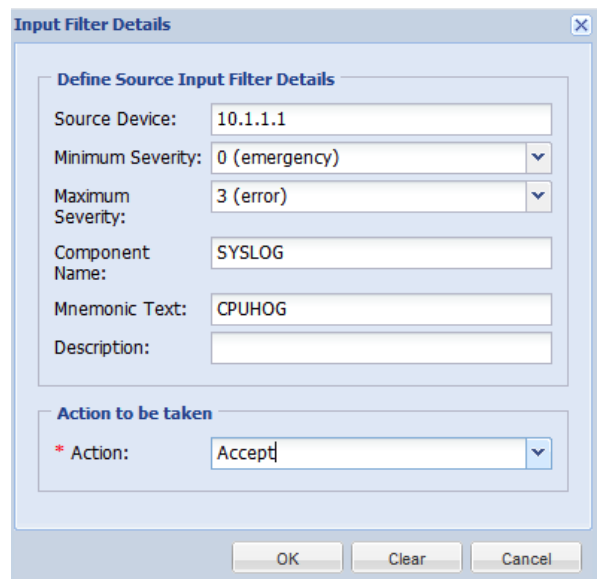 Input Filter Details
Define Source Input Filter Details
Source Device: 10.1.1.1
Minimum Severity: 0 (emergency)
Maximum Severity: 3 (error)
Component Name: SYSLOG
Mnemonic Text: CPUHOG
Description:
Action to be taken
* Action: Accept
OK Clear Cancel